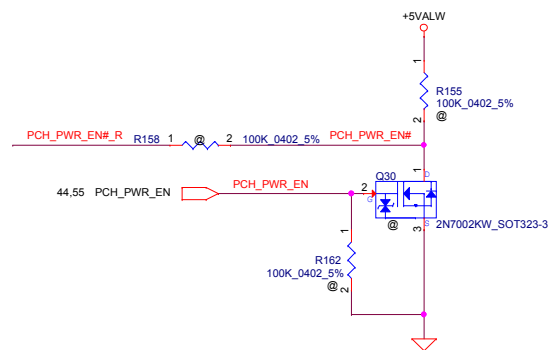 +5VALW
1
R155
100K_0402_5%
2
@
PCH_PWR_EN#_R
R158
1
@
2
100K_0402_5%
PCH_PWR_EN#
1
D
Q30
44,55
PCH_PWR_EN
PCH_PWR_EN
2
G
@
S
3
2N7002KW_SOT323-3
1
R162
100K_0402_5%
@
2